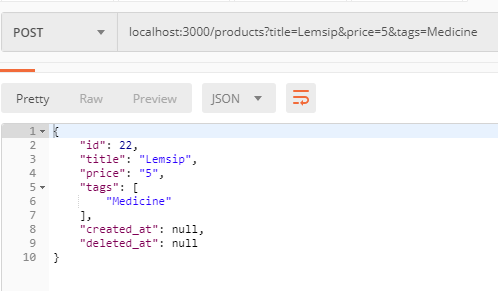 POST localhost:3000/products?title=Lemsip&price=5&tags=Medicine
Pretty Raw Preview JSON
1 {
2 "id": 22,
3 "title": "Lemsip",
4 "price": "5",
5 "tags": [
6 "Medicine"
7 ],
8 "created_at": null,
9 "deleted_at": null
10 }